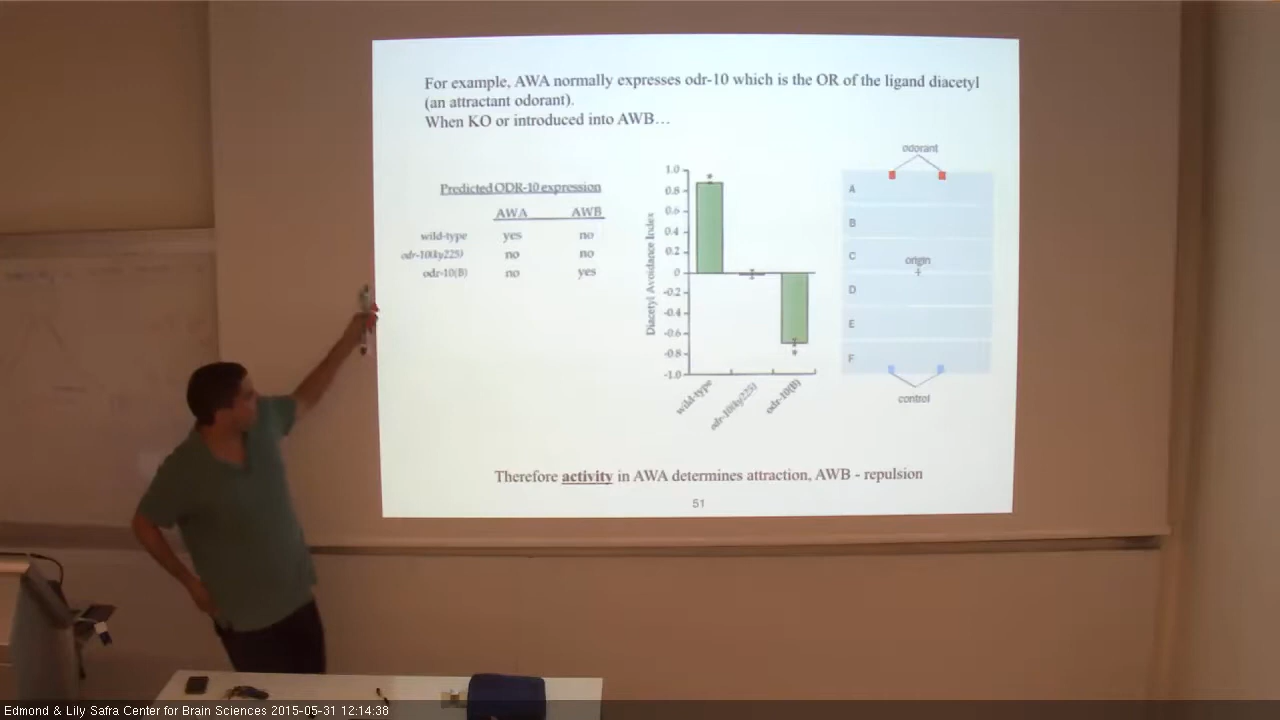 For example, AWA normally expresses odr-10 which is the OR of the ligand diacetyl
(an attractant odorant).
When KO or introduced into AWB…
Predicted ODR-10 expression
AWA AWB
wild-type yes no
odr-10(ky225) no no
odr-10(B) no yes
Diacetyl Avoidance Index
1.0
0.8
0.6
0.4
0.2
0
-0.2
-0.4
-0.6
-0.8
-1.0
*
*
wild-type
odr-10(ky225)
odr-10(B)
odorant
A
B
C
origin
+
D
E
F
control
Therefore activity in AWA determines attraction, AWB - repulsion
51
Edmond & Lily Safra Center for Brain Sciences 2015-05-31 12:14:38